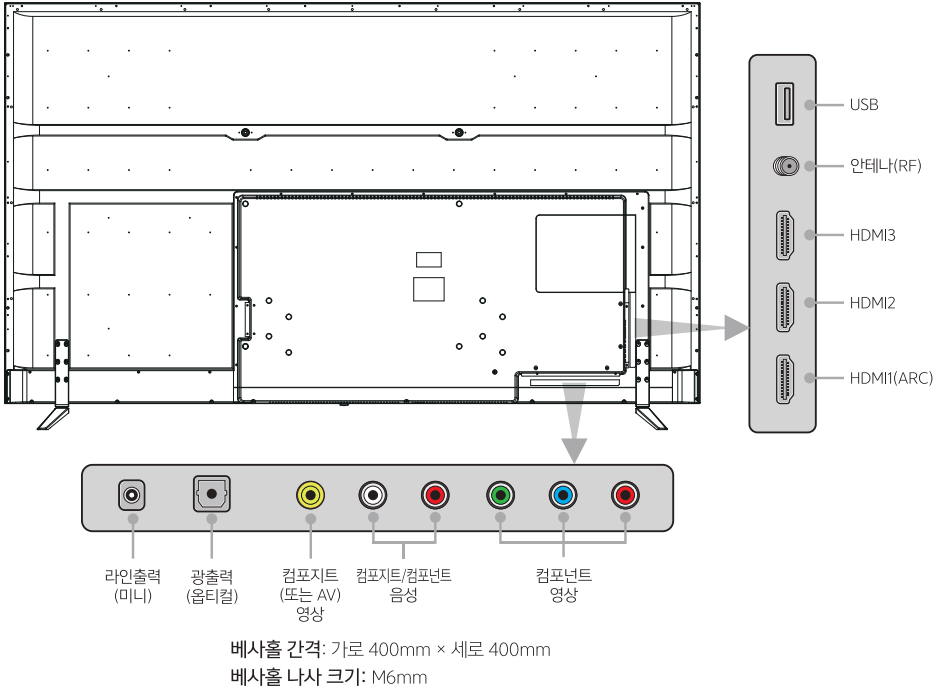 USB
안테나(RF)
HDMI3
HDMI2
HDMI1(ARC)
라인출력
(미니)
광출력
(옵티컬)
컴포지트
(또는 AV)
영상
컴포지트/컴포넌트
음성
컴포넌트
영상
베사홀 간격: 가로 400mm × 세로 400mm
베사홀 나사 크기: M6mm